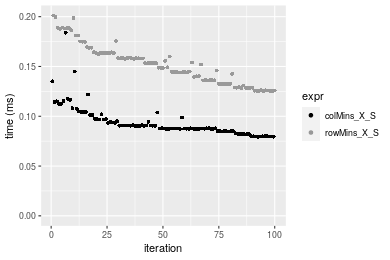 0.20
0.15
0.10
0.05
0.00
time (ms)
0
25
50
75
100
iteration
expr
colMins_X_S
rowMins_X_S